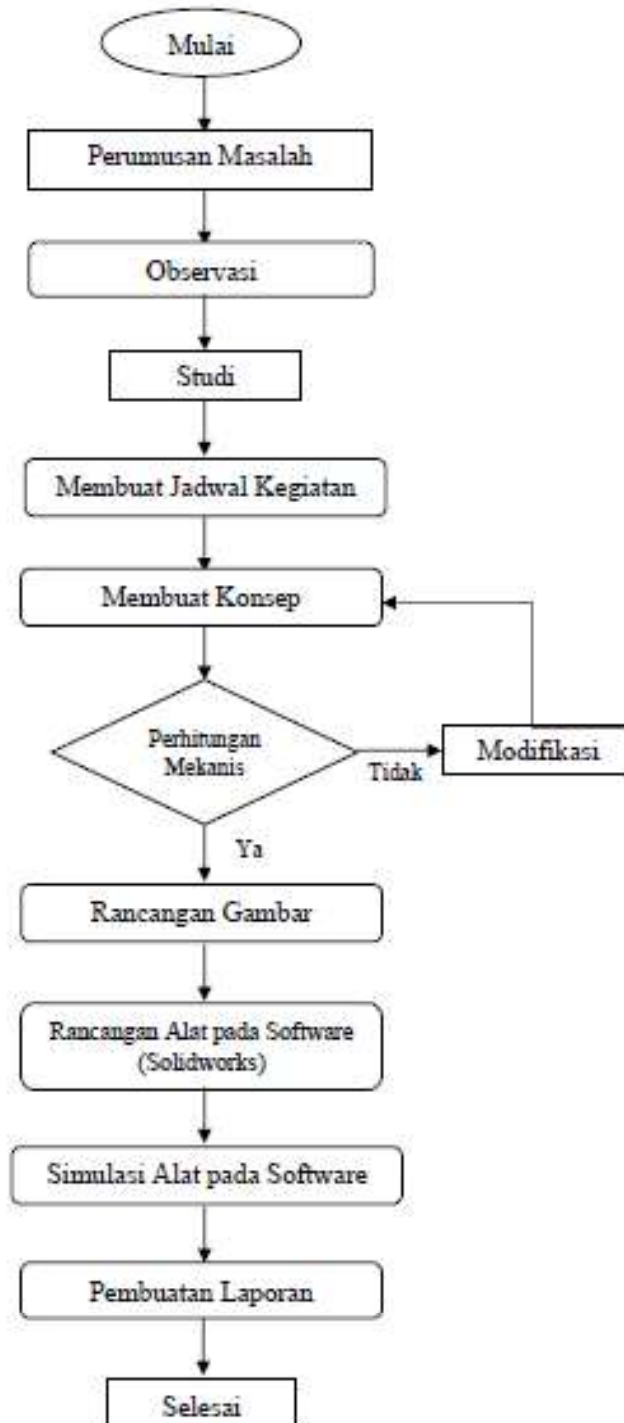 Mulai
Perumusan Masalah
Observasi
Studi
Membuat Jadwal Kegiatan
Membuat Konsep
Perhitungan
Mekanis
Tidak
Modifikasi
Ya
Rancangan Gambar
Rancangan Alat pada Software
(Solidworks)
Simulasi Alat pada Software
Pembuatan Laporan
Selesai